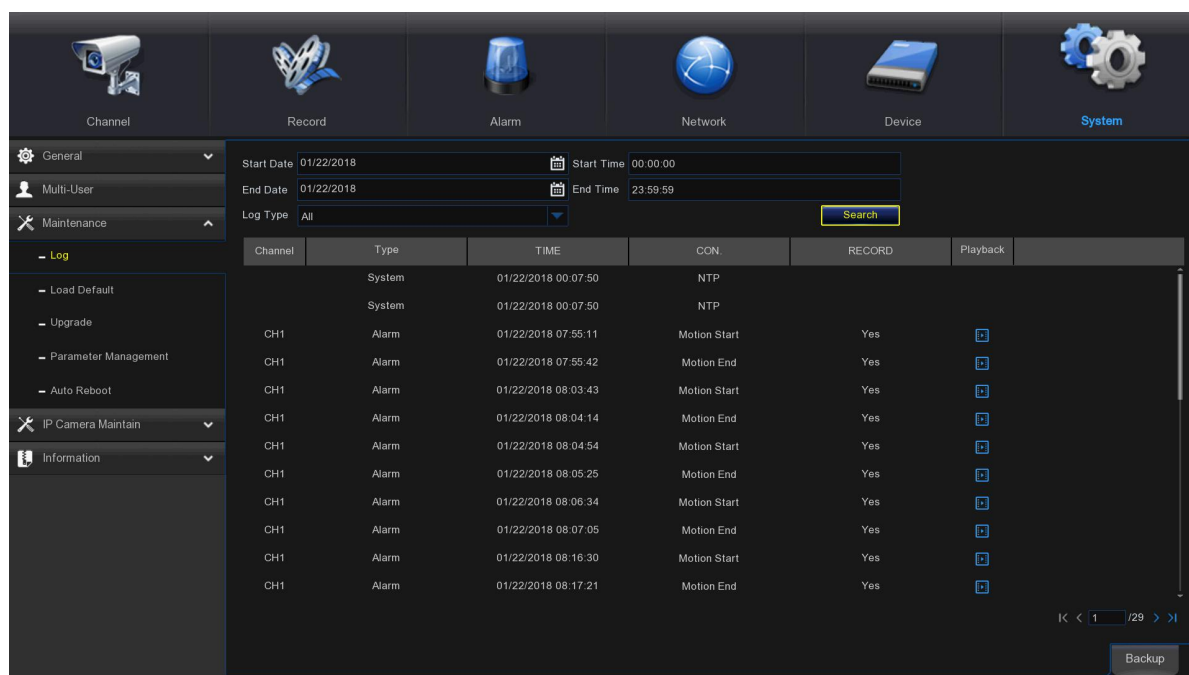 Channel Record Alarm Network Device System
General
Multi-User
Maintenance
Log
Load Default
Upgrade
Parameter Management
Auto Reboot
IP Camera Maintain
Information
Start Date 01/22/2018 Start Time 00:00:00
End Date 01/22/2018 End Time 23:59:59
Log Type All Search
Channel Type TIME CON. RECORD Playback
System 01/22/2018 00:07:50 NTP
System 01/22/2018 00:07:50 NTP
CH1 Alarm 01/22/2018 07:55:11 Motion Start Yes
CH1 Alarm 01/22/2018 07:55:42 Motion End Yes
CH1 Alarm 01/22/2018 08:03:43 Motion Start Yes
CH1 Alarm 01/22/2018 08:04:14 Motion End Yes
CH1 Alarm 01/22/2018 08:04:54 Motion Start Yes
CH1 Alarm 01/22/2018 08:05:25 Motion End Yes
CH1 Alarm 01/22/2018 08:06:34 Motion Start Yes
CH1 Alarm 01/22/2018 08:07:05 Motion End Yes
CH1 Alarm 01/22/2018 08:16:30 Motion Start Yes
CH1 Alarm 01/22/2018 08:17:21 Motion End Yes
1 /29
Backup